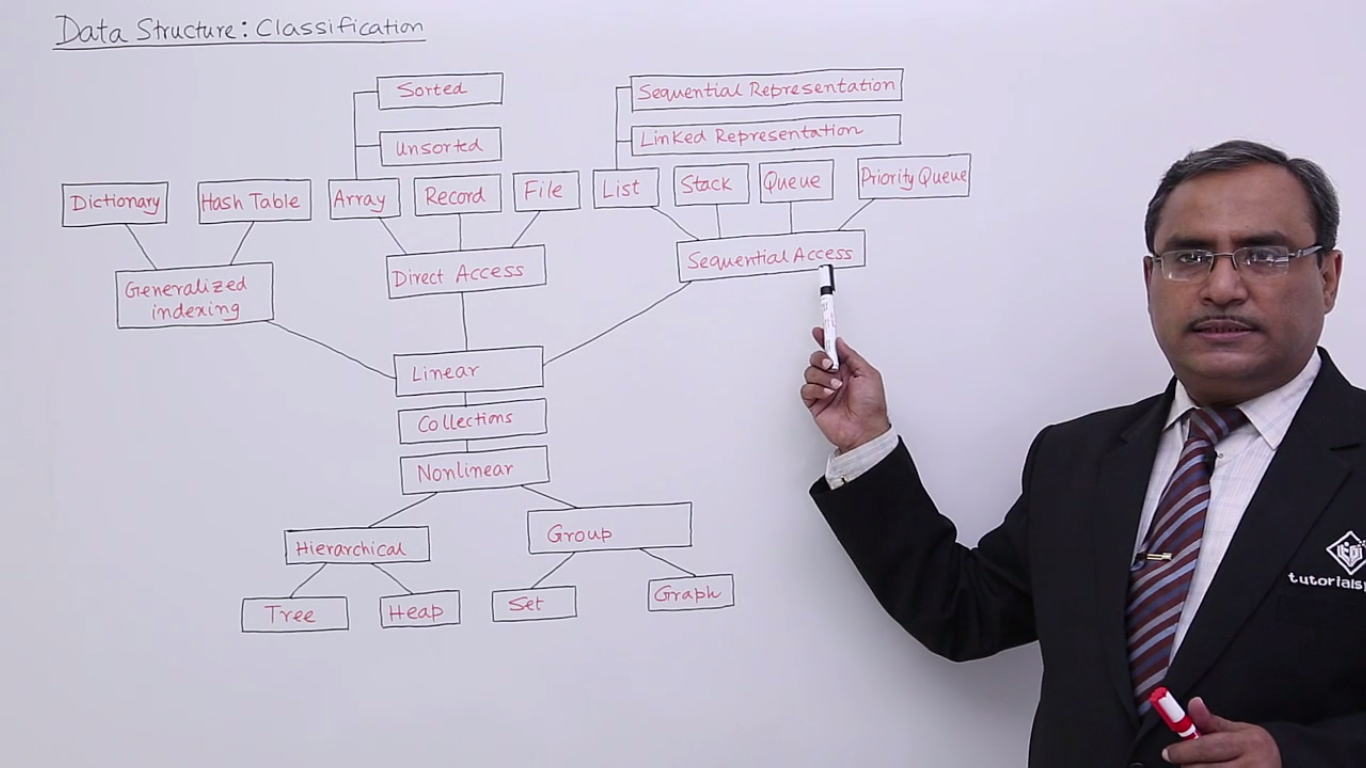 Data Structure: Classification
Sorted
Unsorted
Sequential Representation
Linked Representation
Dictionary
Hash Table
Array
Record
File
List
Stack
Queue
Priority Queue
Generalized
indexing
Direct Access
Sequential Access
Linear
Collections
Nonlinear
Hierarchical
Group
Tree
Heap
Set
Graph